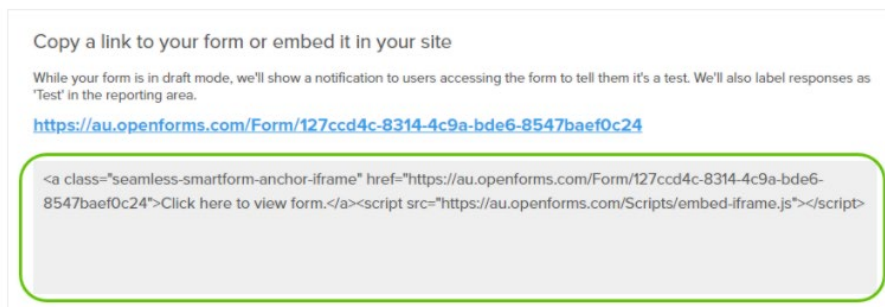 Copy a link to your form or embed it in your site
While your form is in draft mode, we'll show a notification to users accessing the form to tell them it's a test. We'll also label responses as
'Test' in the reporting area.
https://au.openforms.com/Form/127ccd4c-8314-4c9a-bde6-8547baef0c24
<a class="seamless-smartform-anchor-iframe" href="https://au.openforms.com/Form/127ccd4c-8314-4c9a-bde6-
8547baef0c24">Click here to view form.</a><script src="https://au.openforms.com/Scripts/embed-iframe.js"></script>